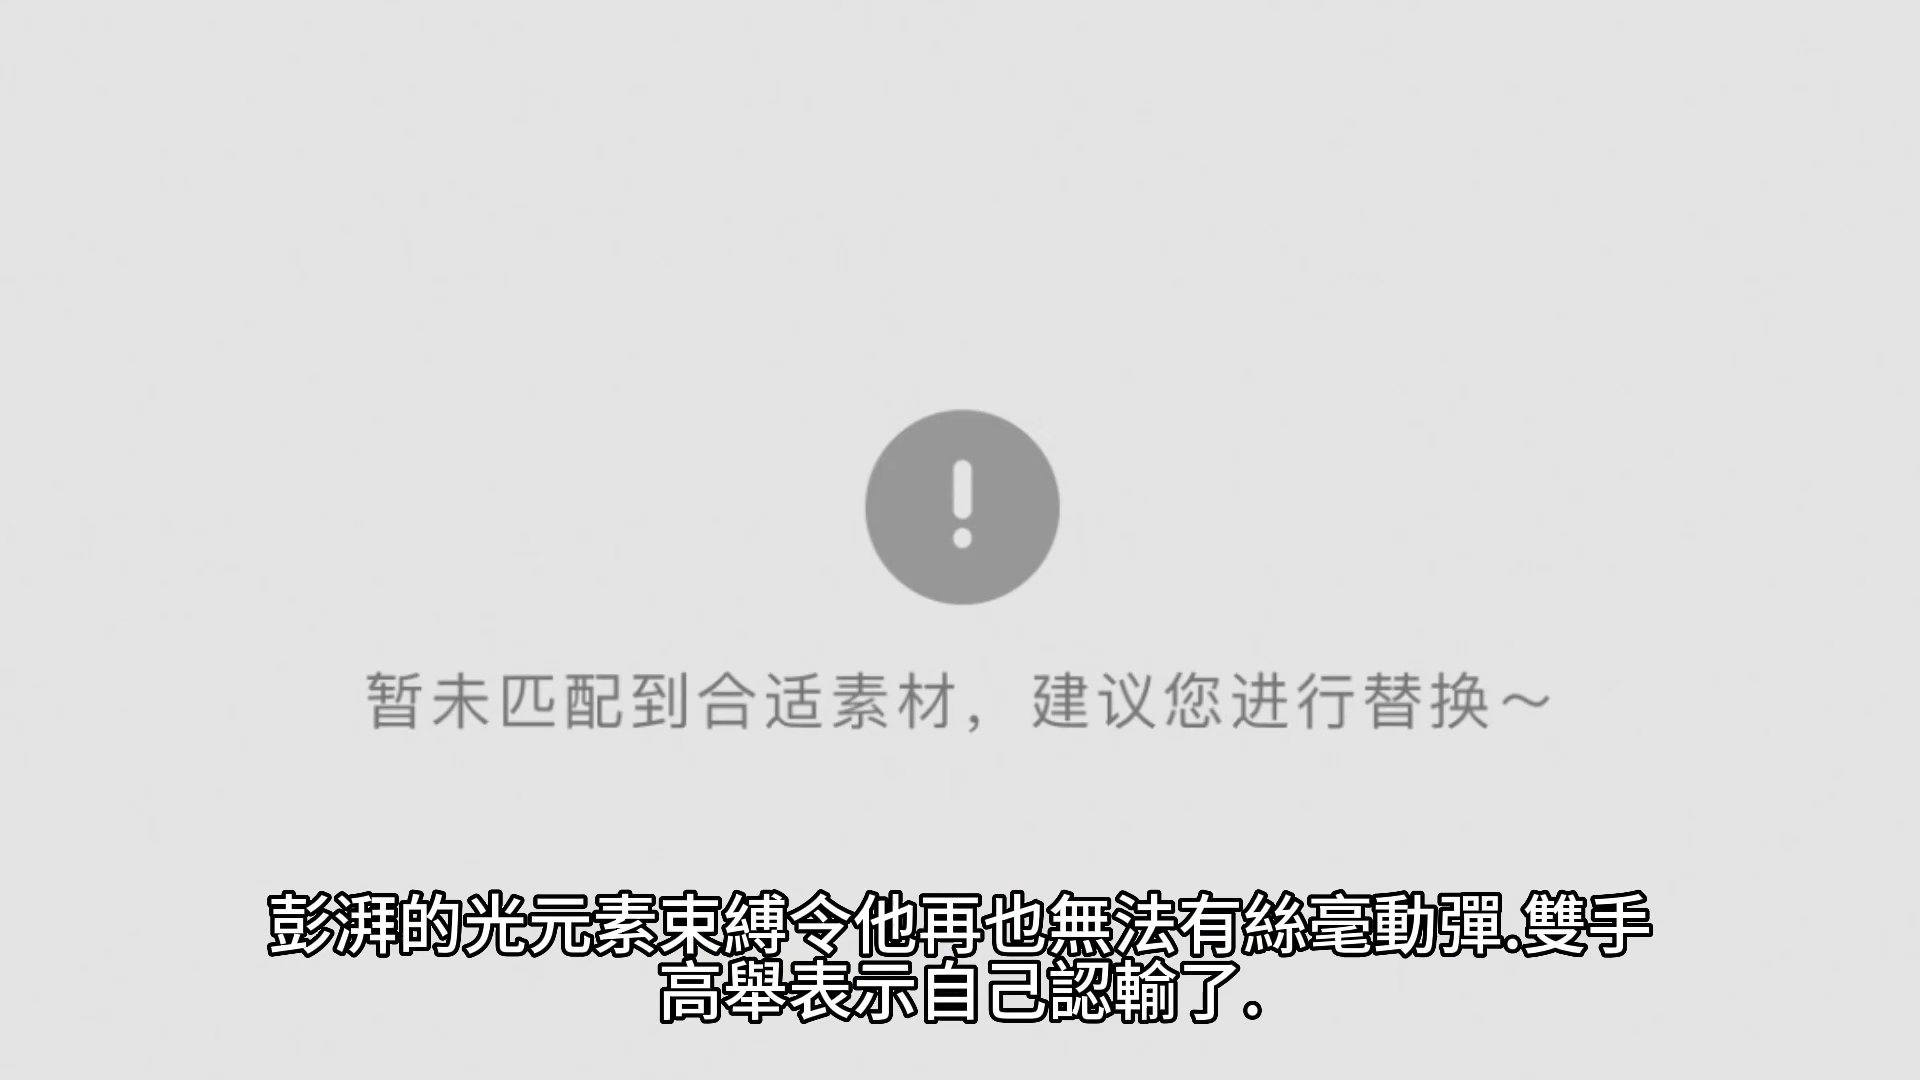 暂未匹配到合适素材，建议您进行替换～
彭湃的光元素束縛令他再也無法有絲毫動彈.雙手
高舉表示自己認輸了.